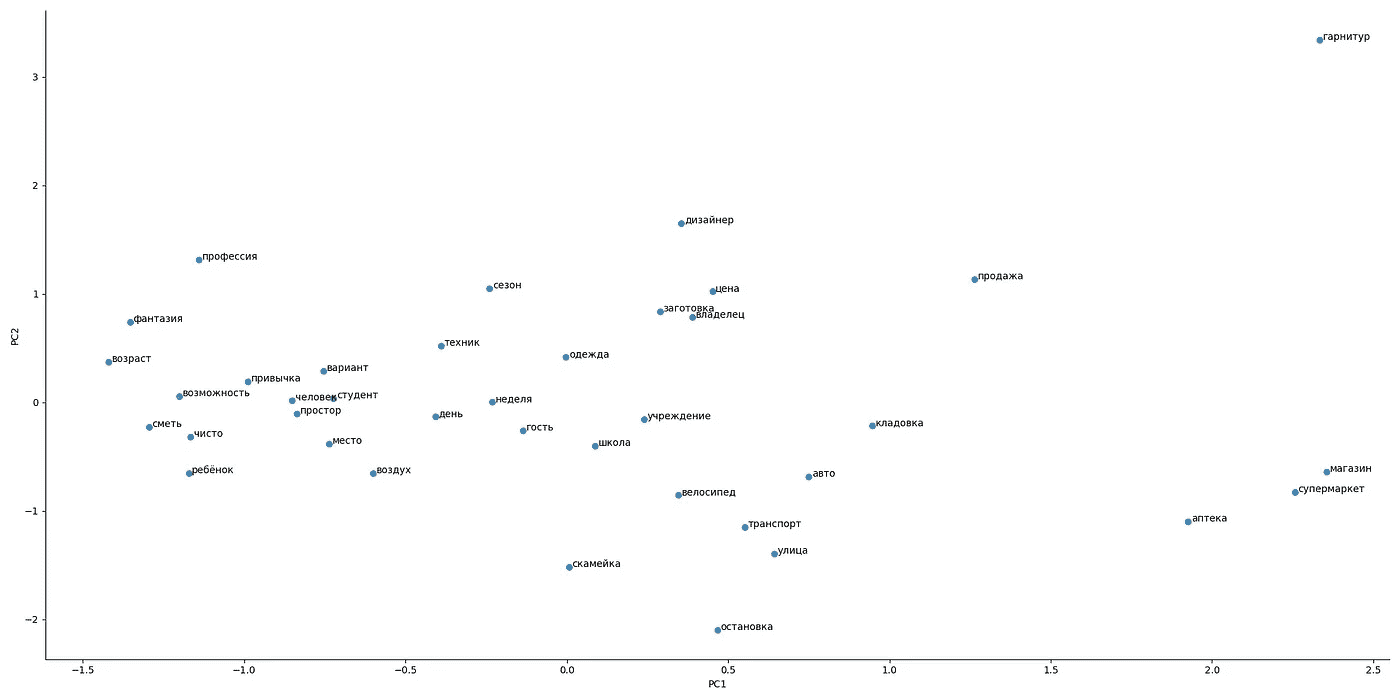 гарнитур
3
2
дизайнер
профессия
продажа
сезон
цена
1
заготовка
владелец
фантазия
техник
одежда
возраст
вариант
привычка
возможность
человек
студент
неделя
0
простор
день
учреждение
сметь
гость
кладовка
чисто
место
школа
ребёнок
воздух
авто
магазин
супермаркет
велосипед
−1
аптека
транспорт
улица
скамейка
−2
остановка
PC2
−1.5
−1.0
−0.5
0.0
0.5
1.0
1.5
2.0
2.5
PC1